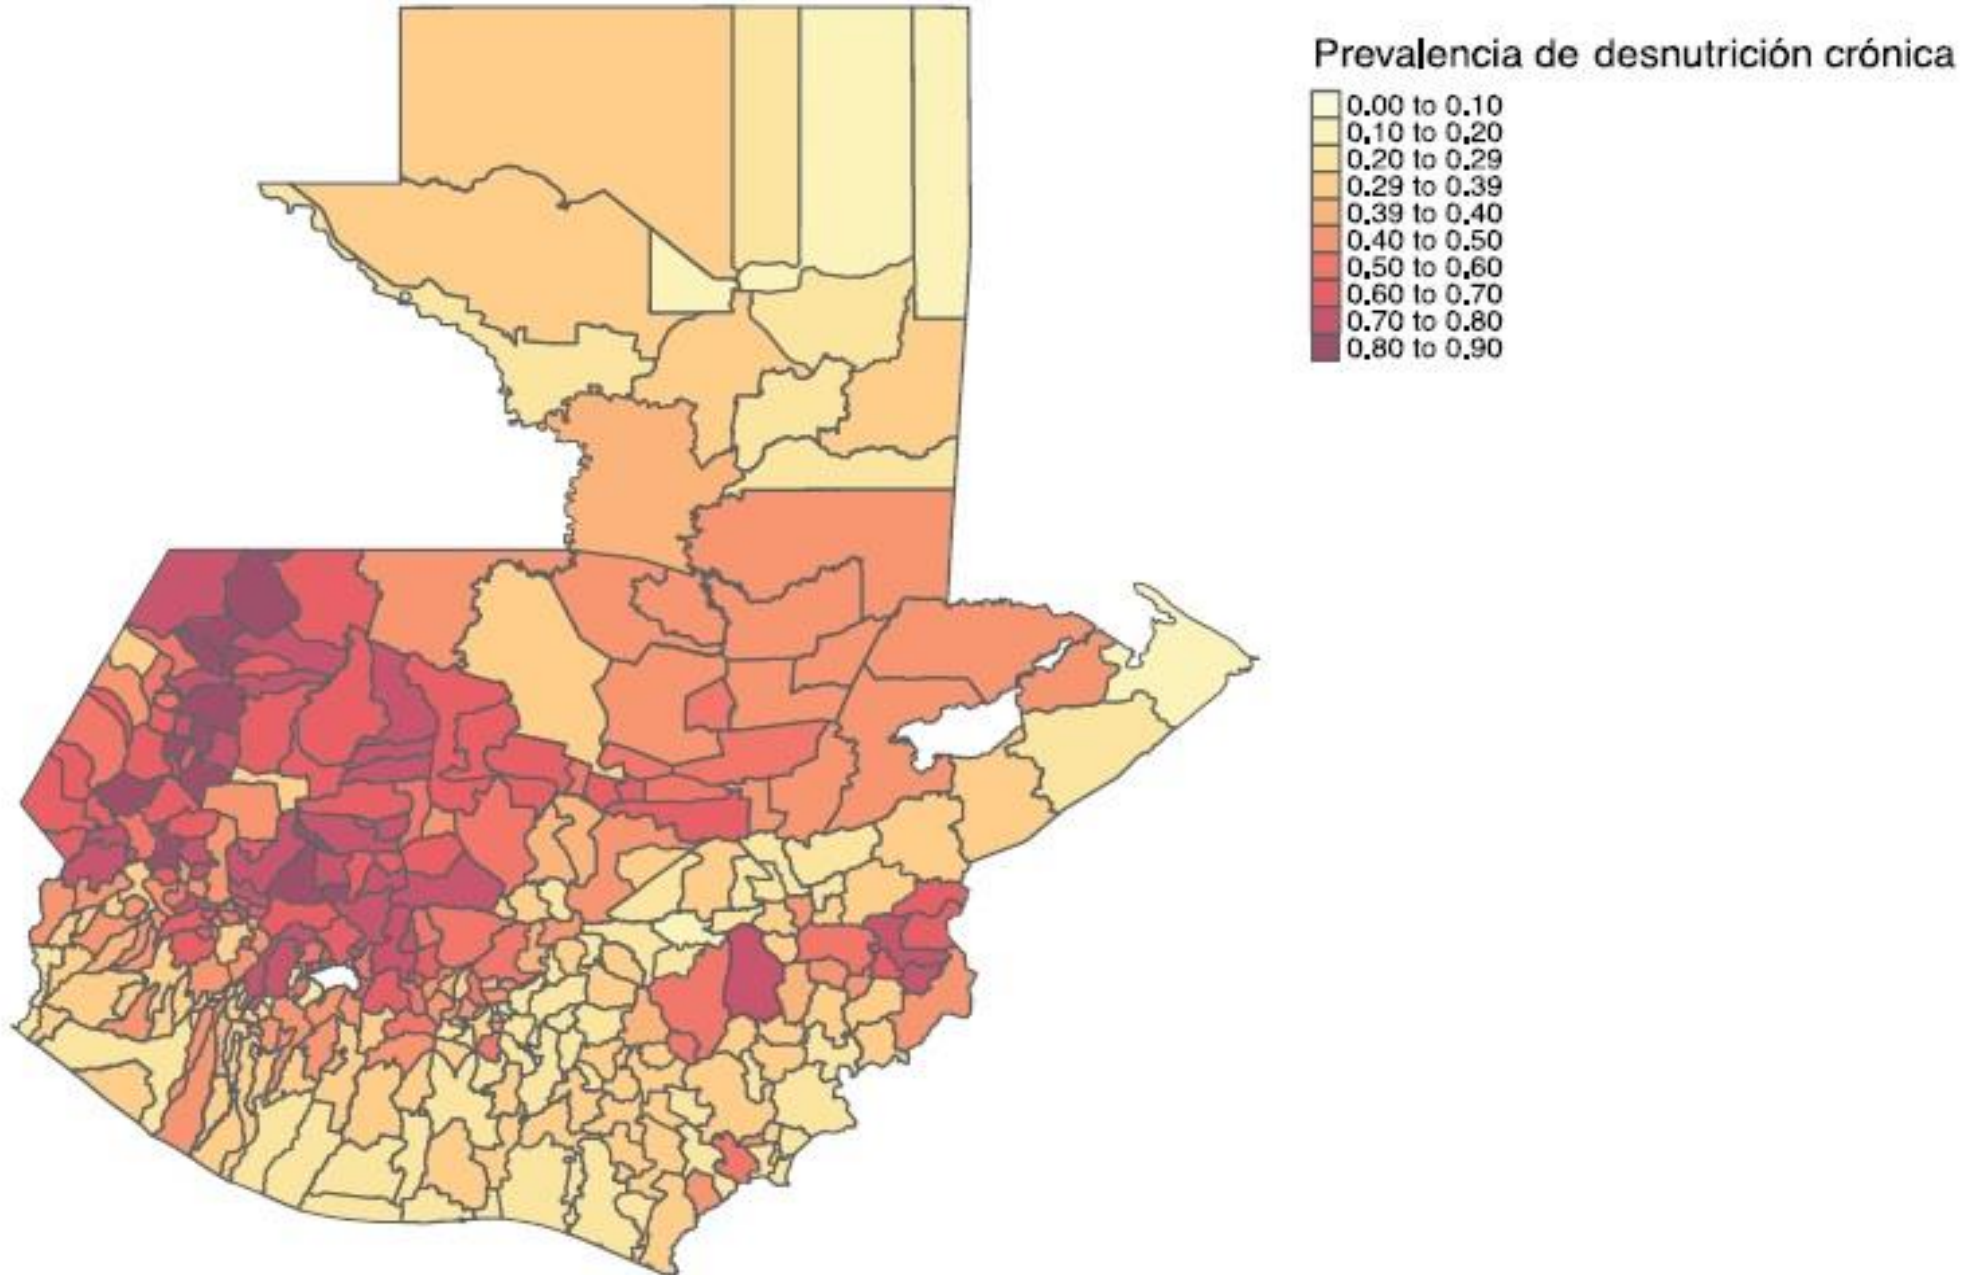 Prevalencia de desnutrición crónica
0.00 to 0.10
0.10 to 0.20
0.20 to 0.29
0.29 to 0.39
0.39 to 0.40
0.40 to 0.50
0.50 to 0.60
0.60 to 0.70
0.70 to 0.80
0.80 to 0.90